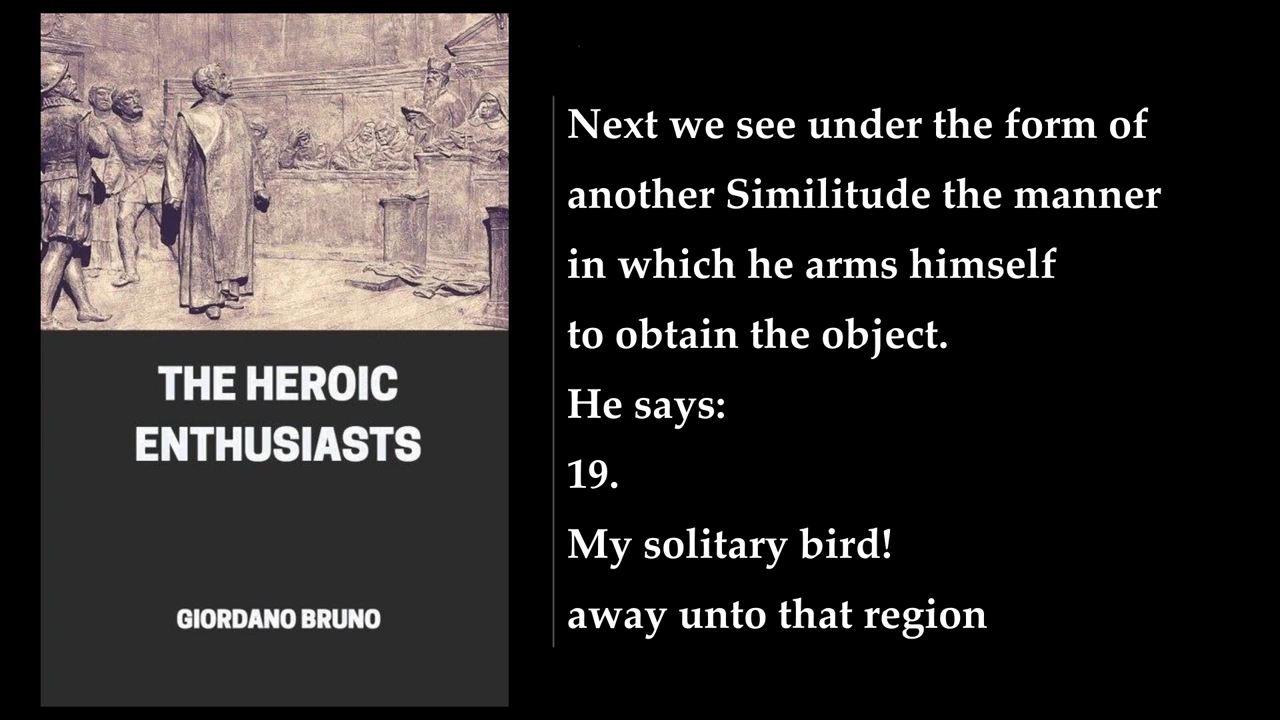 THE HEROIC
ENTHUSIASTS
GIORDANO BRUNO
Next we see under the form of
another Similitude the manner
in which he arms himself
to obtain the object.
He says:
19.
My solitary bird!
away unto that region